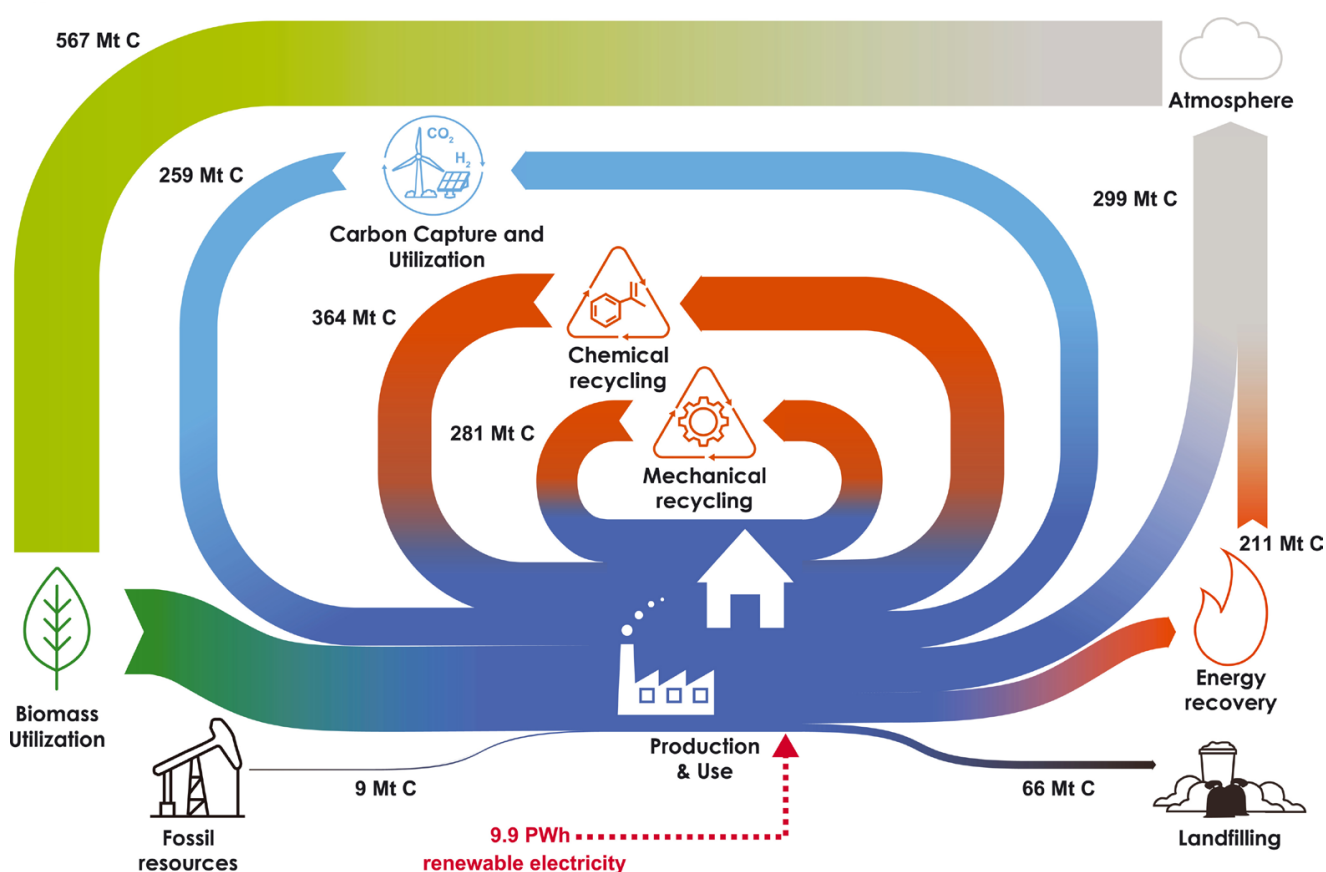 567 Mt C
Atmosphere
CO2
H2
259 Mt C
299 Mt C
Carbon Capture and
Utilization
364 Mt C
Chemical
recycling
281 Mt C
Mechanical
recycling
211 Mt C
Energy
recovery
Biomass
Utilization
Production
& Use
9 Mt C
66 Mt C
Fossil
resources
9.9 PWh
renewable electricity
Landfilling